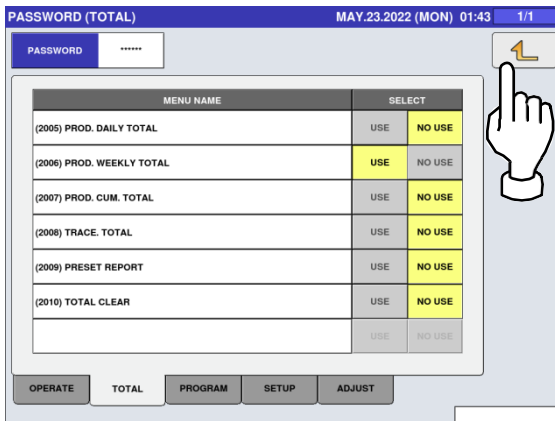 PASSWORD (TOTAL) MAY.23.2022 (MON) 01:43 1/1
PASSWORD ******
MENU NAME SELECT
(2005) PROD. DAILY TOTAL USE NO USE
(2006) PROD. WEEKLY TOTAL USE NO USE
(2007) PROD. CUM. TOTAL USE NO USE
(2008) TRACE. TOTAL USE NO USE
(2009) PRESET REPORT USE NO USE
(2010) TOTAL CLEAR USE NO USE
USE NO USE
OPERATE TOTAL PROGRAM SETUP ADJUST